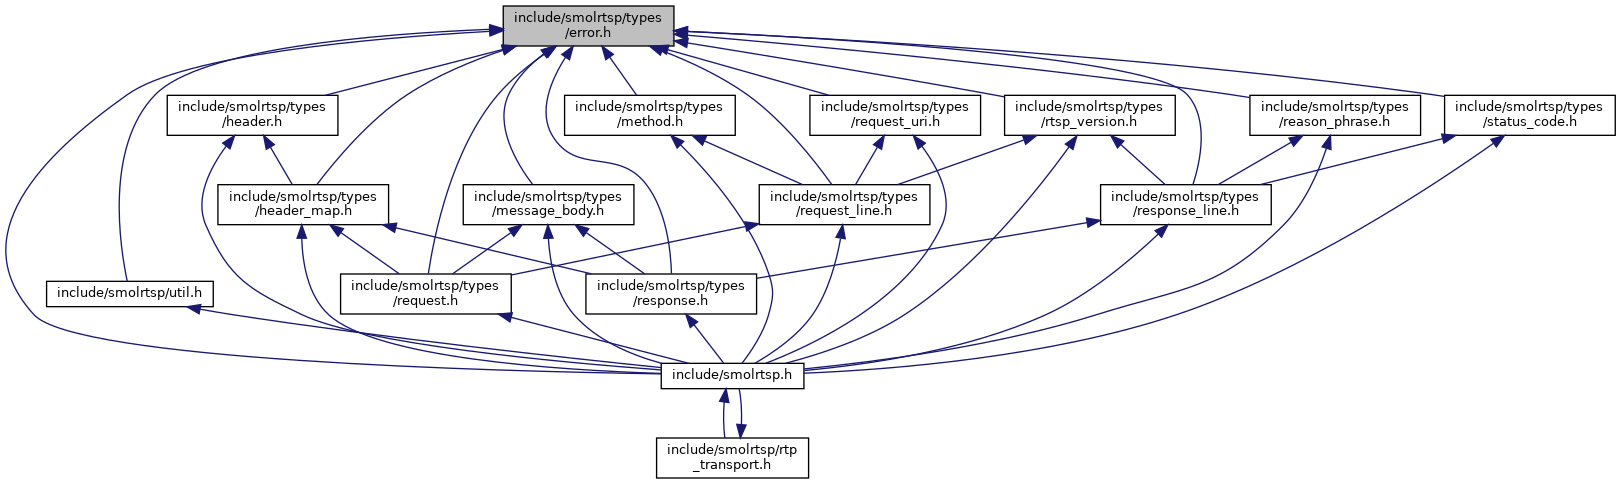 include/smolrtsp/types
/error.h
include/smolrtsp/types
/header.h
include/smolrtsp/types
/method.h
include/smolrtsp/types
/request_uri.h
include/smolrtsp/types
/rtsp_version.h
include/smolrtsp/types
/reason_phrase.h
include/smolrtsp/types
/status_code.h
include/smolrtsp/types
/header_map.h
include/smolrtsp/types
/message_body.h
include/smolrtsp/types
/request_line.h
include/smolrtsp/types
/response_line.h
include/smolrtsp/util.h
include/smolrtsp/types
/request.h
include/smolrtsp/types
/response.h
include/smolrtsp.h
include/smolrtsp/rtp
_transport.h